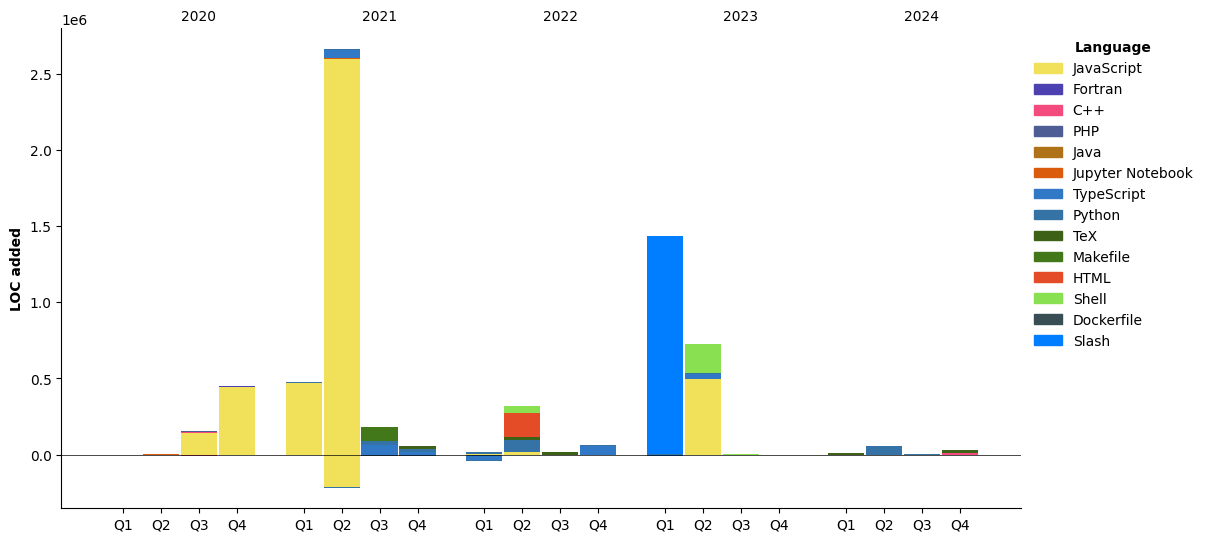 2020 2021 2022 2023 2024
1e6
Language
JavaScript
Fortran
C++
PHP
Java
Jupyter Notebook
TypeScript
Python
TeX
Makefile
HTML
Shell
Dockerfile
Slash
LOC added
2.5
2.0
1.5
1.0
0.5
0.0
Q1 Q2 Q3 Q4 Q1 Q2 Q3 Q4 Q1 Q2 Q3 Q4 Q1 Q2 Q3 Q4 Q1 Q2 Q3 Q4